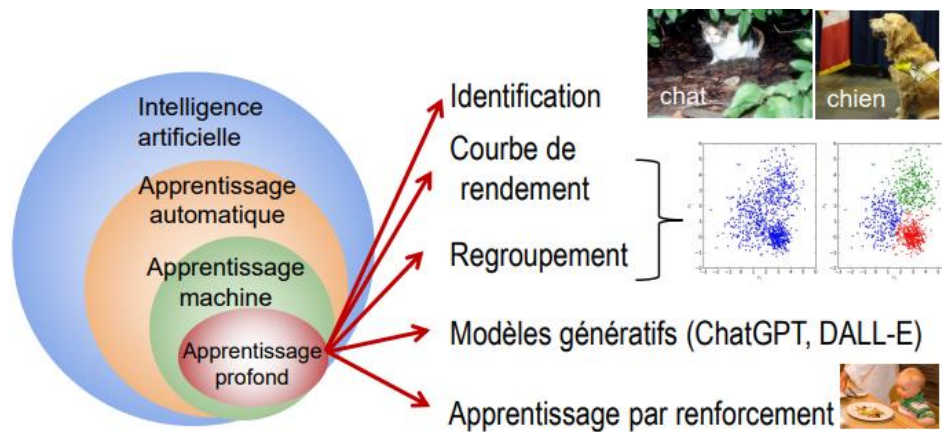 Intelligence
artificielle
Apprentissage
automatique
Apprentissage
machine
Apprentissage
profond
Identification
Courbe de
rendement
Regroupement
Modèles génératifs (ChatGPT, DALL-E)
Apprentissage par renforcement
chat
chien